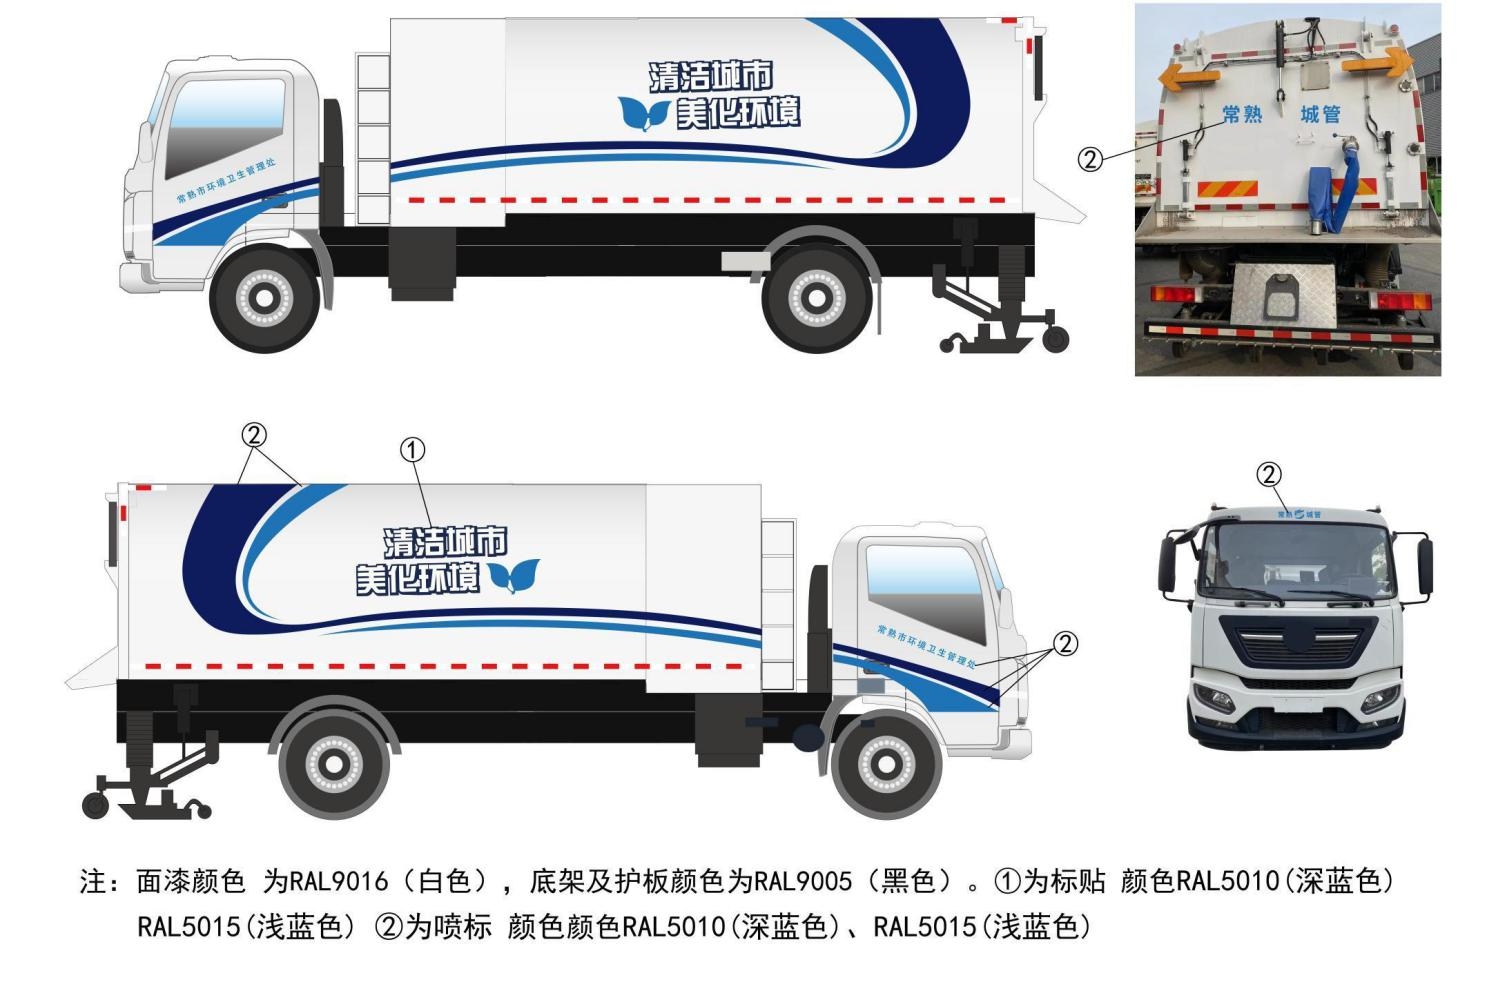 清洁城市
美化环境
常熟市环境卫生管理处
常熟 城管
②
②
①
清洁城市
美化环境
常熟市环境卫生管理处
②
②
常熟 城管
注：面漆颜色 为RAL9016（白色），底架及护板颜色为RAL9005（黑色）。①为标贴 颜色RAL5010(深蓝色)
RAL5015(浅蓝色) ②为喷标 颜色颜色RAL5010(深蓝色)、RAL5015(浅蓝色)